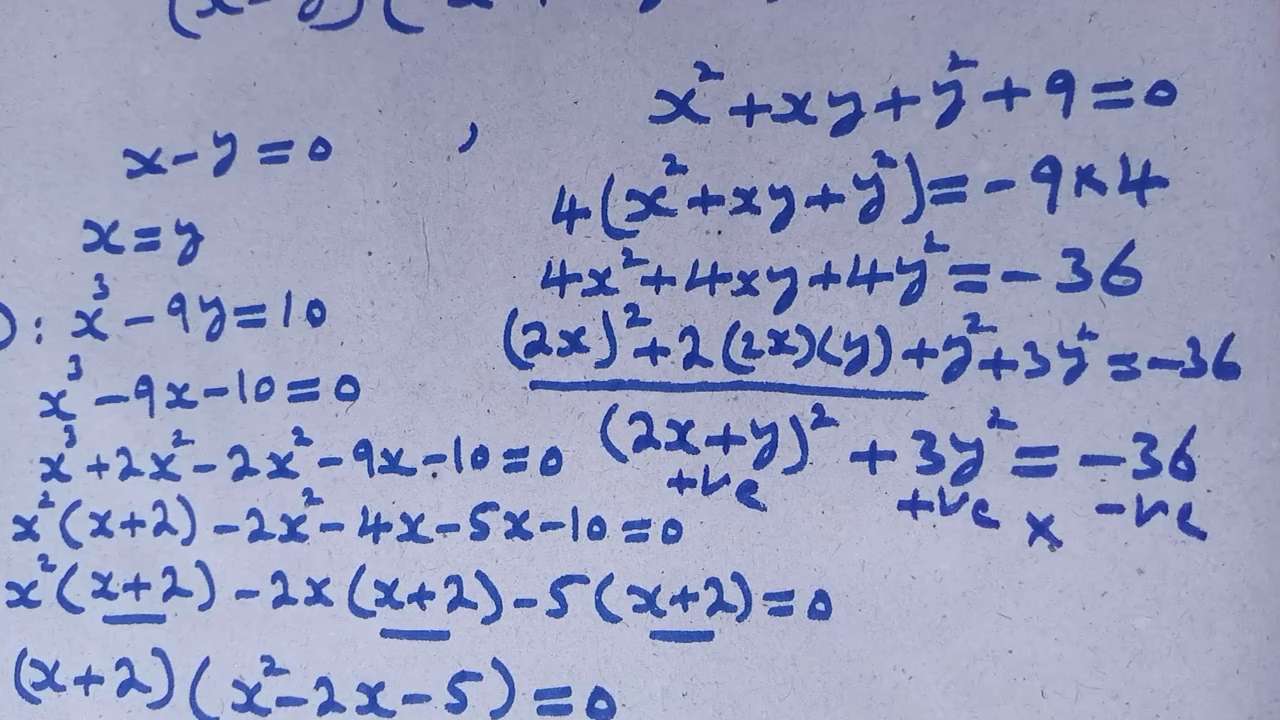 x - y = 0 ,
x = y
: x³ - 9y = 10
x³ - 9x - 10 = 0
x³ + 2x² - 2x² - 9x - 10 = 0
x²(x+2) - 2x² - 4x - 5x - 10 = 0
x²(x+2) - 2x(x+2) - 5(x+2) = 0
(x+2)(x² - 2x - 5) = 0
x² + xy + y² + 9 = 0
4(x² + xy + y²) = -9 × 4
4x² + 4xy + 4y² = -36
(2x)² + 2(2x)(y) + y² + 3y² = -36
(2x+y)² + 3y² = -36
+ve +ve × -ve